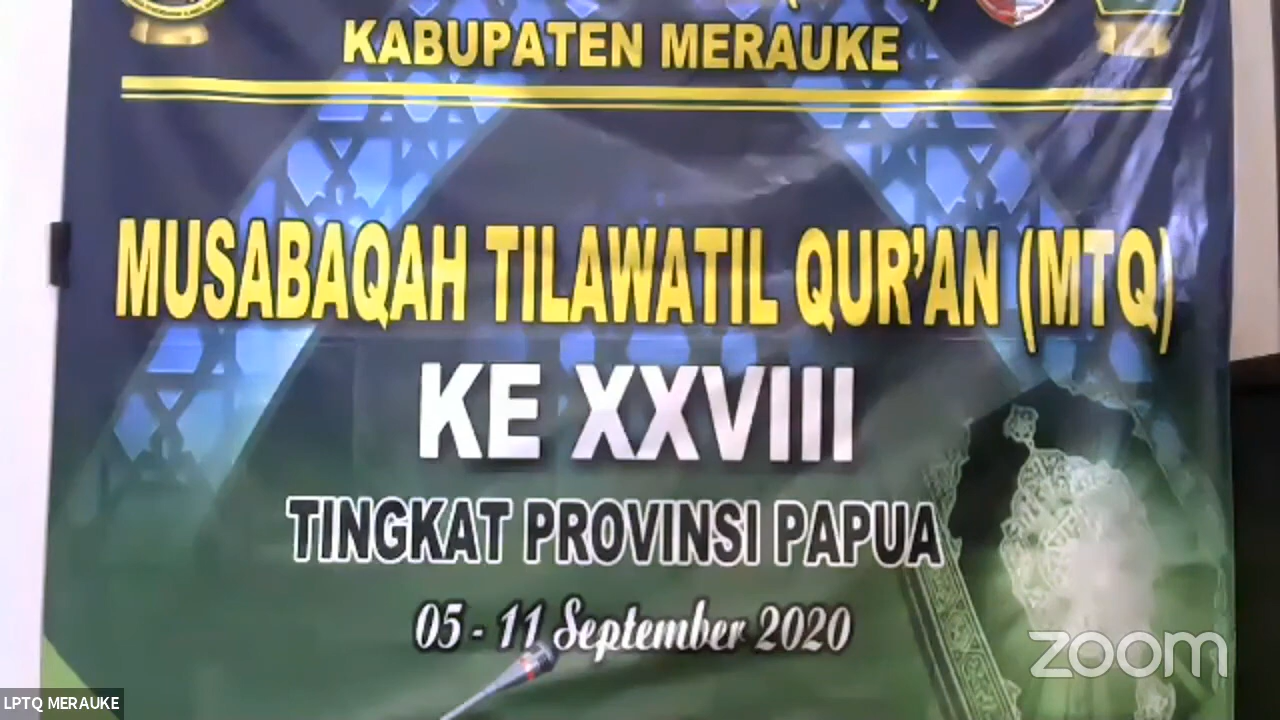 KABUPATEN MERAUKE
MUSABAQAH TILAWATIL QUR'AN (MTQ)
KE XXVIII
TINGKAT PROVINSI PAPUA
05 - 11 September 2020
zoom
LPTQ MERAUKE